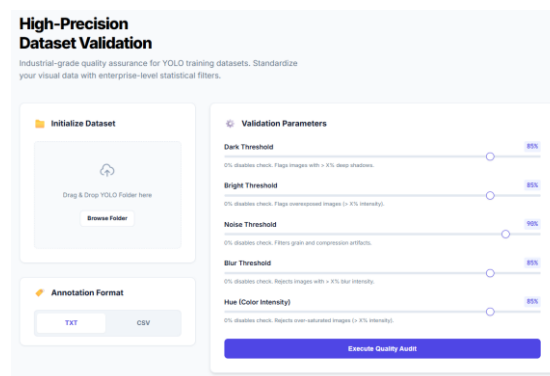 High-Precision
Dataset Validation
Industrial-grade quality assurance for YOLO training datasets. Standardize
your visual data with enterprise-level statistical filters.
Initialize Dataset
Drag & Drop YOLO Folder here
Browse Folder
Annotation Format
TXT
CSV
Validation Parameters
Dark Threshold
85%
0% disables check. Flags images with > X% deep shadows.
Bright Threshold
85%
0% disables check. Flags overexposed images (> X% intensity).
Noise Threshold
90%
0% disables check. Filters grain and compression artifacts.
Blur Threshold
85%
0% disables check. Rejects images with > X% blur intensity.
Hue (Color Intensity)
85%
0% disables check. Rejects over-saturated images (> X% intensity).
Execute Quality Audit